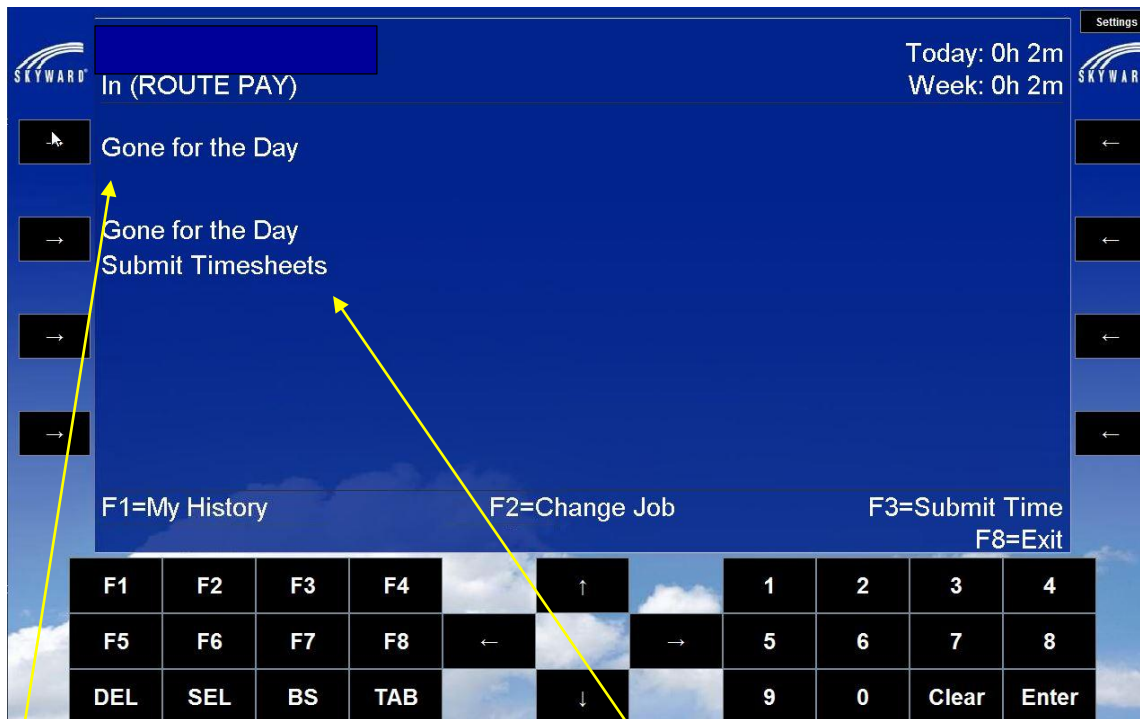 Settings
SKYWARD
Today: 0h 2m
SKYWAR
In (ROUTE PAY)
Week: 0h 2m
→
Gone for the Day
←
→
Gone for the Day
←
Submit Timesheets
→
←
→
←
F1=My History
F2=Change Job
F3=Submit Time
F8=Exit
F1 F2 F3 F4 ↑ 1 2 3 4
F5 F6 F7 F8 ← → 5 6 7 8
DEL SEL BS TAB ↓ 9 0 Clear Enter